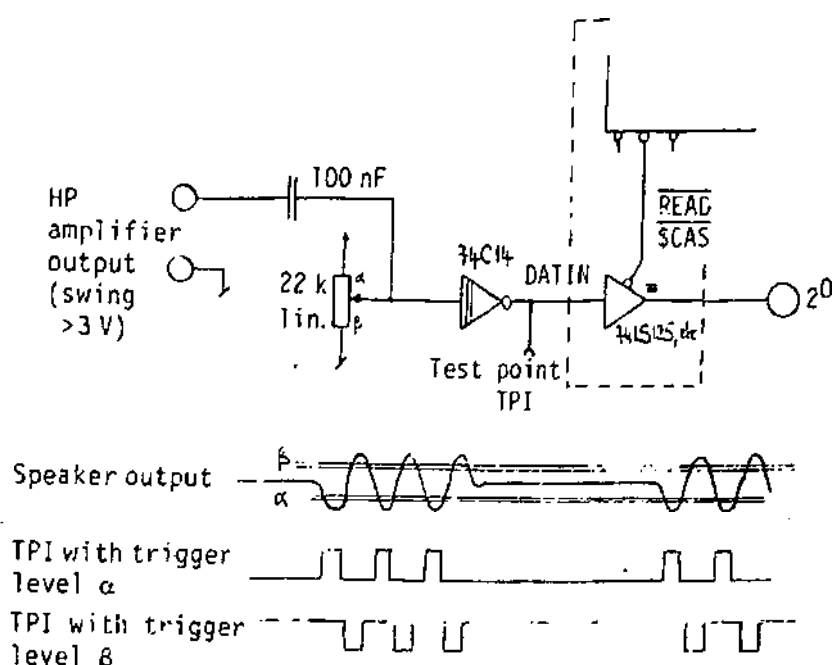 100 nF
HP
amplifier
output
(swing
>3 V)
22 k
lin.
α
β
74C14
DATIN
READ
$CAS
74LS125, etc
2⁰
Test point
TPI
Speaker output
β
α
TPI with trigger
level α
TPI with trigger
level β